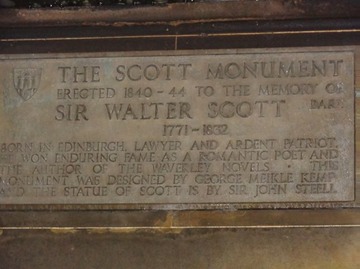 THE SCOTT MONUMENT
ERECTED 1840-44 TO THE MEMORY OF
SIR WALTER SCOTT BAR.
1771-1832
BORN IN EDINBURGH, LAWYER AND ARDENT PATRIOT,
HE WON ENDURING FAME AS A ROMANTIC POET AND
THE AUTHOR OF THE WAVERLEY NOVELS · THE
MONUMENT WAS DESIGNED BY GEORGE MEIKLE KEMP
AND THE STATUE OF SCOTT IS BY SIR JOHN STEELL